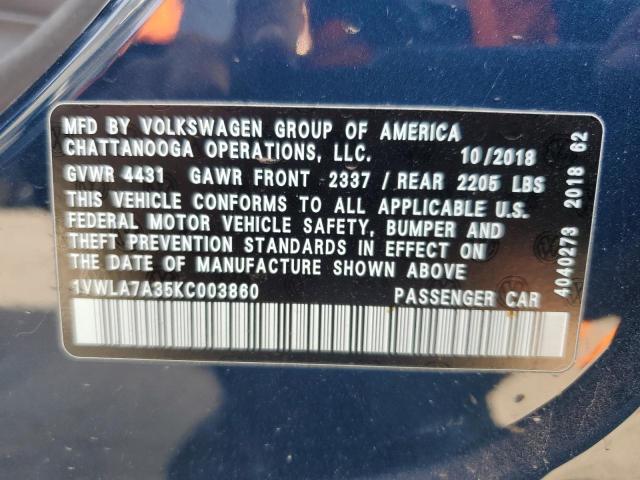 MFD BY VOLKSWAGEN GROUP OF AMERICA
CHATTANOOGA OPERATIONS, LLC. 10/2018
GVWR 4431 GAWR FRONT 2337 / REAR 2205 LBS
THIS VEHICLE CONFORMS TO ALL APPLICABLE U.S.
FEDERAL MOTOR VEHICLE SAFETY, BUMPER AND
THEFT PREVENTION STANDARDS IN EFFECT ON
THE DATE OF MANUFACTURE SHOWN ABOVE
1VWLA7A35KC003860 PASSENGER CAR
4040273 2018 62